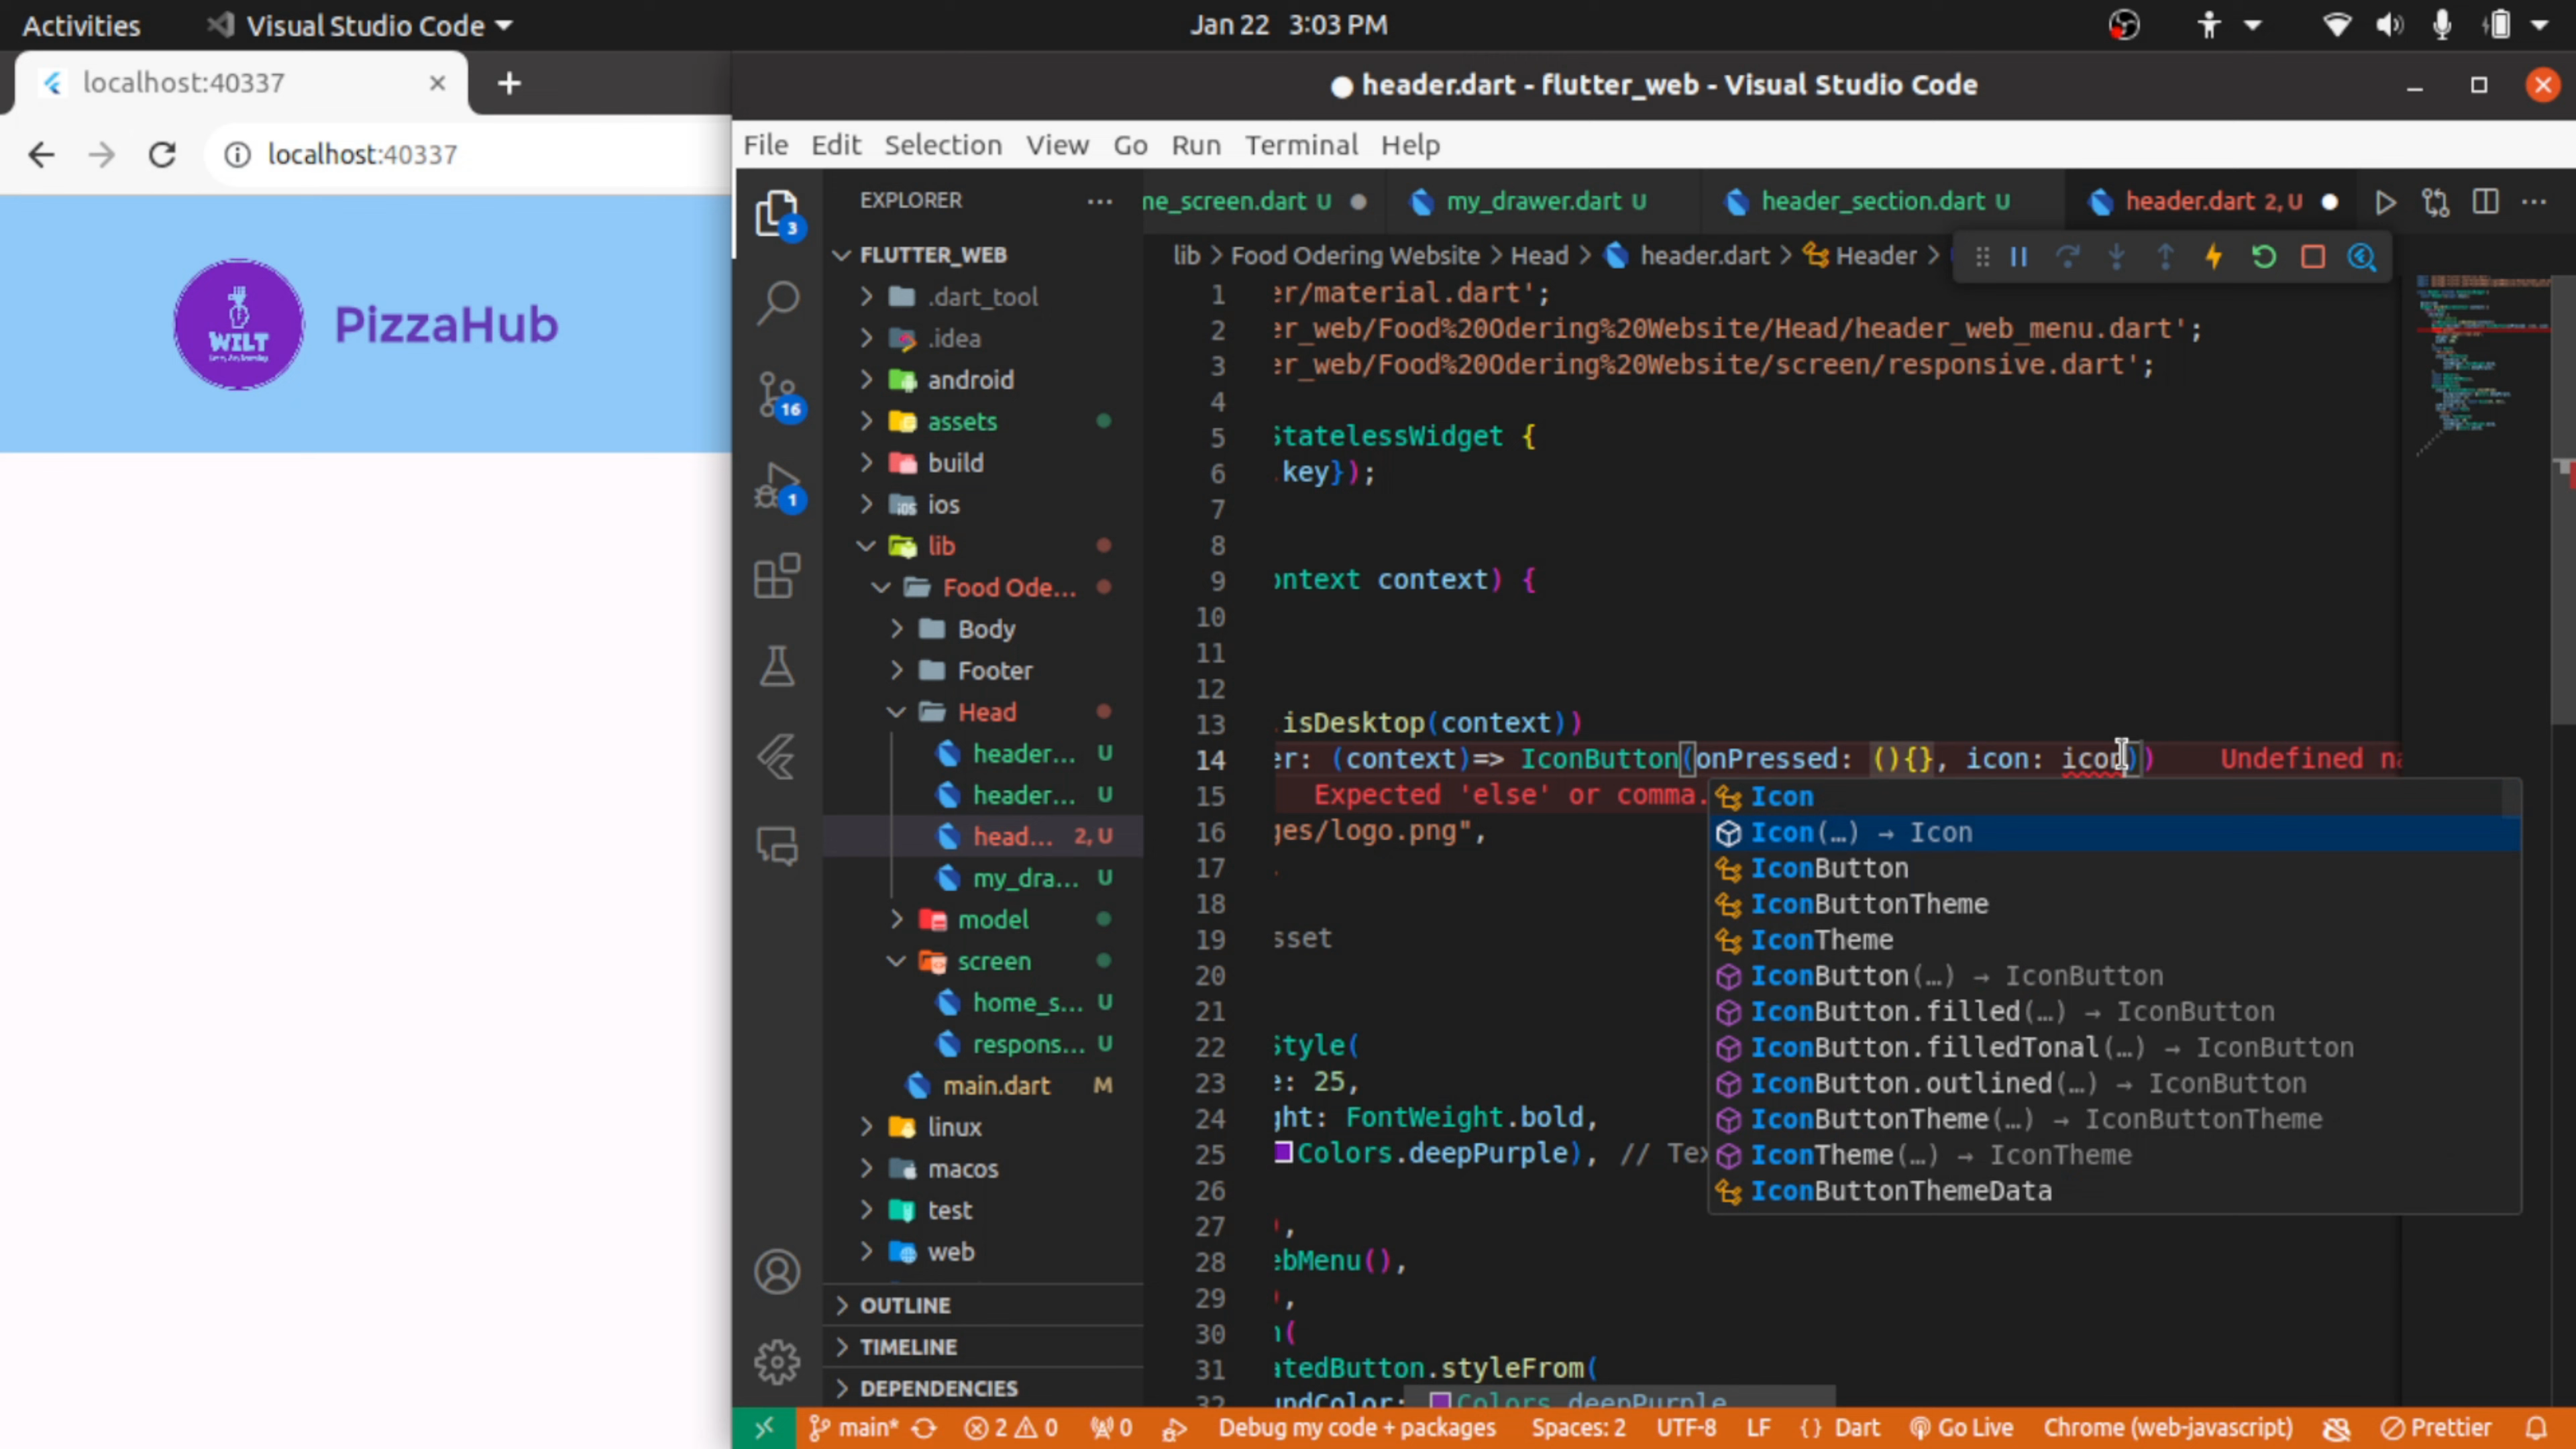 Activities
Visual Studio Code
Jan 22 3:03 PM
localhost:40337
localhost:40337
WILT
PizzaHub
header.dart - flutter_web - Visual Studio Code
File Edit Selection View Go Run Terminal Help
EXPLORER
me_screen.dart U
my_drawer.dart U
header_section.dart U
header.dart 2, U
lib > Food Odering Website > Head > header.dart > Header >
3
16
1
FLUTTER_WEB
.dart_tool
.idea
android
assets
build
ios
lib
Food Ode...
Body
Footer
Head
header... U
header... U
head... 2, U
my_dra... U
model
screen
home_s... U
respons... U
main.dart M
linux
macos
test
web
OUTLINE
TIMELINE
DEPENDENCIES
1 er/material.dart';
2 er_web/Food%20Odering%20Website/Head/header_web_menu.dart';
3 er_web/Food%20Odering%20Website/screen/responsive.dart';
4
5 StatelessWidget {
6 .key});
7
8
9 ontext context) {
10
11
12
13 .isDesktop(context))
14 er: (context)=> IconButton(onPressed: (){}, icon: icon)) Undefined na
15 Expected 'else' or comma.
16 ges/logo.png",
17
18
19 sset
20
21
22 Style(
23 e: 25,
24 ght: FontWeight.bold,
25 Colors.deepPurple), // Tex
26
27 ),
28 ebMenu(),
29 ),
30 n(
31 atedButton.styleFrom(
32 undColor: Colors.deepPurple
Icon
Icon(…) → Icon
IconButton
IconButtonTheme
IconTheme
IconButton(…) → IconButton
IconButton.filled(…) → IconButton
IconButton.filledTonal(…) → IconButton
IconButton.outlined(…) → IconButton
IconButtonTheme(…) → IconButtonTheme
IconTheme(…) → IconTheme
IconButtonThemeData
main* 2 0 0 Debug my code + packages Spaces: 2 UTF-8 LF {} Dart Go Live Chrome (web-javascript) Prettier